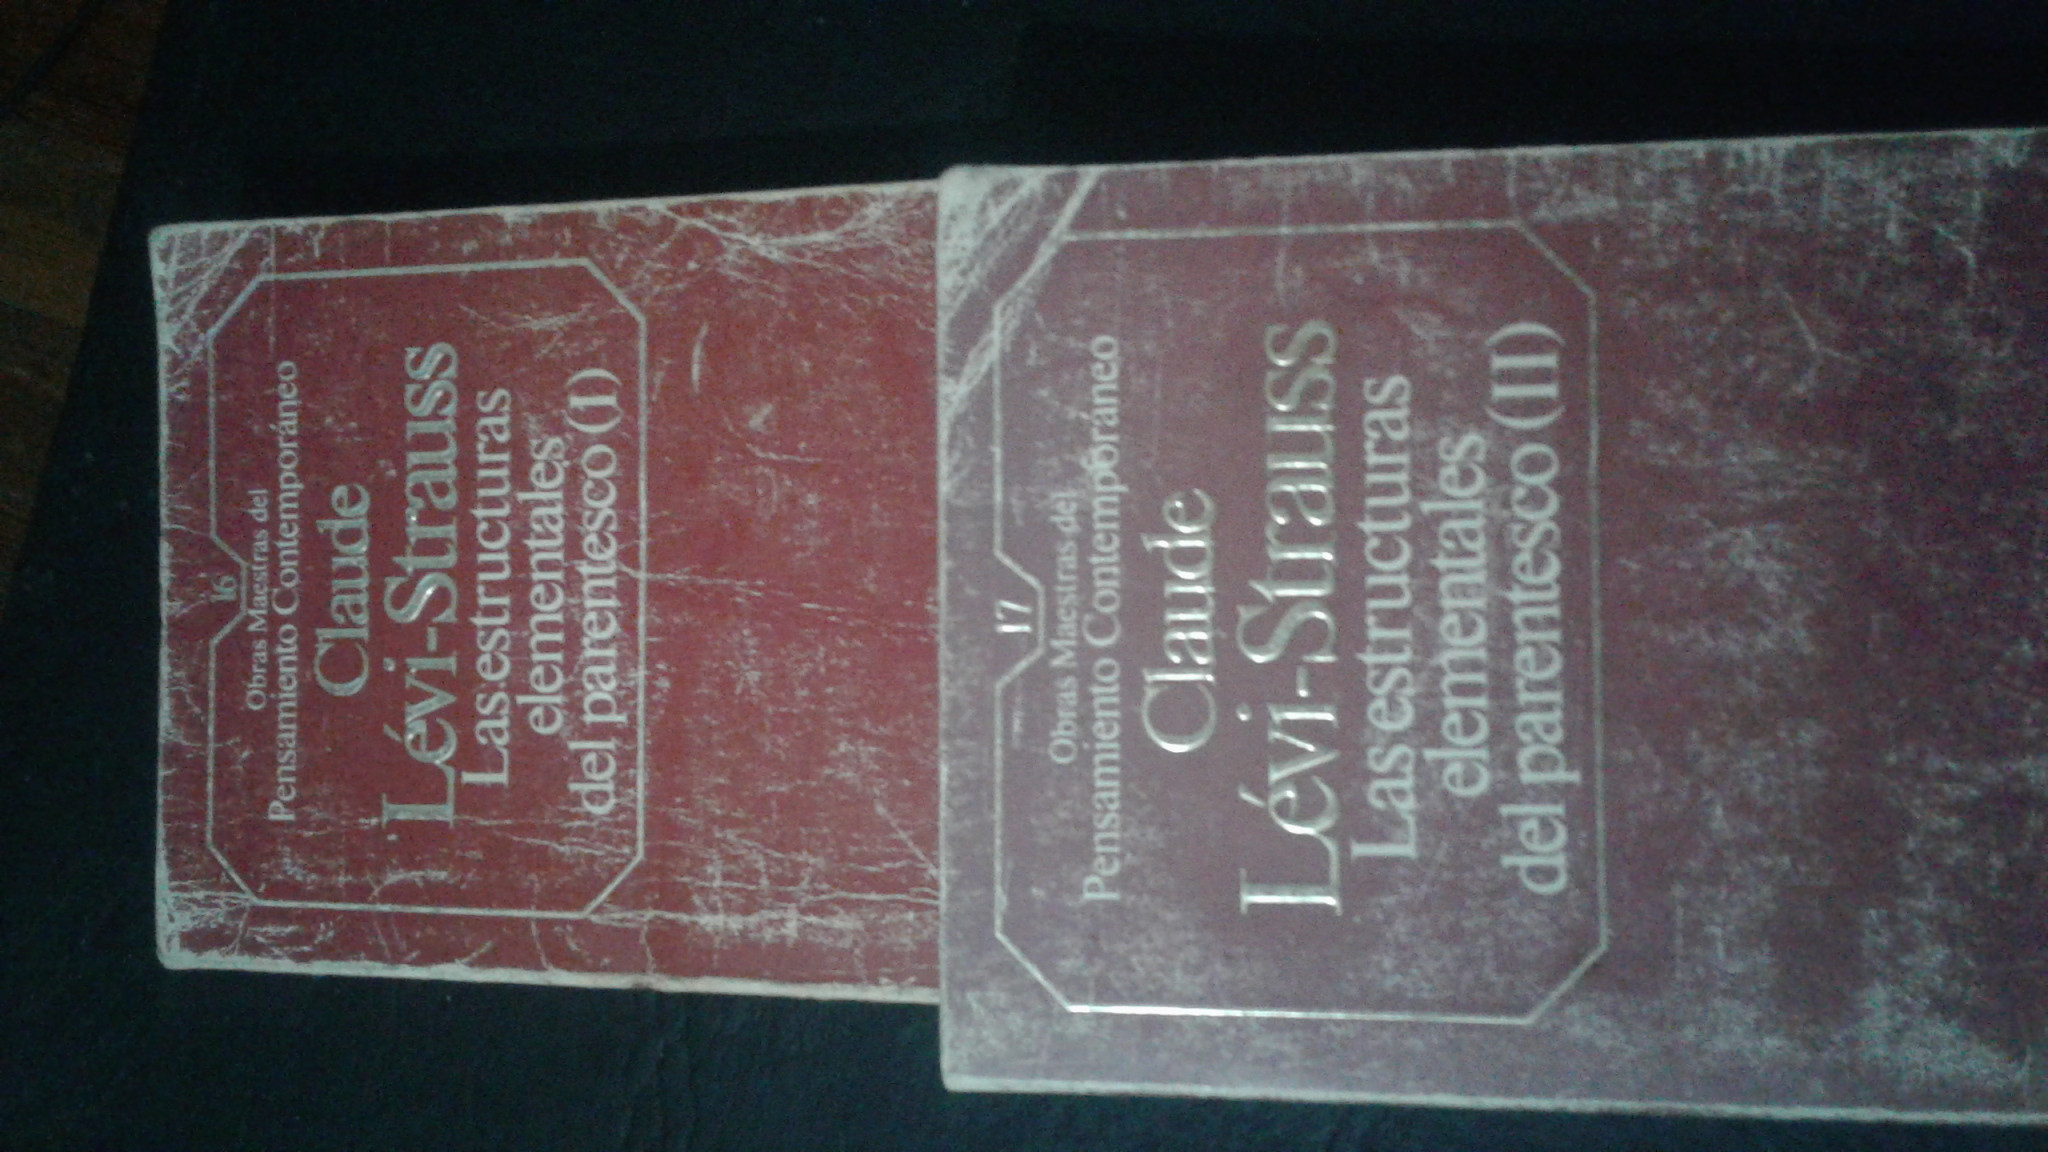 16
Obras Maestras del
Pensamiento Contemporáneo
Claude
Lévi-Strauss
Las estructuras
elementales
del parentesco (I)
17
Obras Maestras del
Pensamiento Contemporáneo
Claude
Lévi-Strauss
Las estructuras
elementales
del parentesco (II)